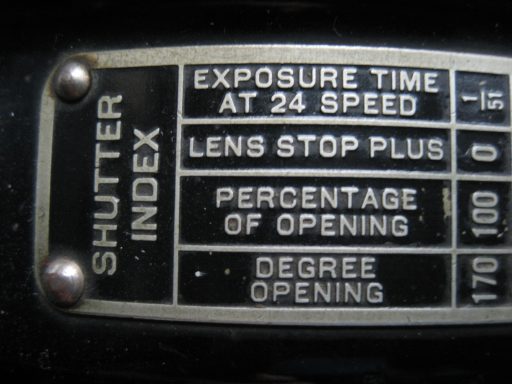 SHUTTER
INDEX
EXPOSURE TIME
AT 24 SPEED
1/51
LENS STOP PLUS
0
PERCENTAGE
OF OPENING
100
DEGREE
OPENING
170